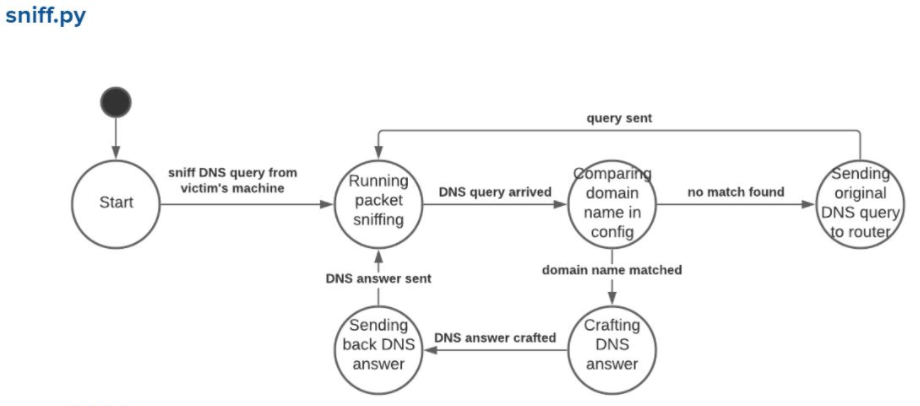 sniff.py
query sent
sniff DNS query from
victim's machine
Start
Running
packet
sniffing
DNS query arrived
Comparing
domain
name in
config
no match found
Sending
original
DNS query
to router
DNS answer sent
domain name matched
Sending
back DNS
answer
DNS answer crafted
Crafting
DNS
answer